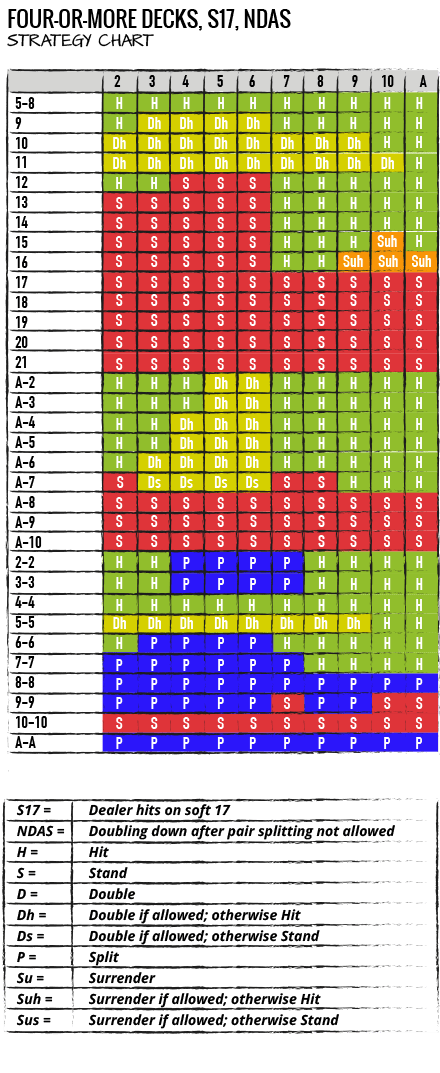 FOUR-OR-MORE DECKS, S17, NDAS
STRATEGY CHART
2 3 4 5 6 7 8 9 10 A
5-8 H H H H H H H H H H
9 H Dh Dh Dh Dh H H H H H
10 Dh Dh Dh Dh Dh Dh Dh Dh H H
11 Dh Dh Dh Dh Dh Dh Dh Dh Dh H
12 H H S S S H H H H H
13 S S S S S H H H H H
14 S S S S S H H H H H
15 S S S S S H H H Suh H
16 S S S S S H H Suh Suh Suh
17 S S S S S S S S S S
18 S S S S S S S S S S
19 S S S S S S S S S S
20 S S S S S S S S S S
21 S S S S S S S S S S
A-2 H H H Dh Dh H H H H H
A-3 H H H Dh Dh H H H H H
A-4 H H Dh Dh Dh H H H H H
A-5 H H Dh Dh Dh H H H H H
A-6 H Dh Dh Dh Dh H H H H H
A-7 S Ds Ds Ds Ds S S H H H
A-8 S S S S S S S S S S
A-9 S S S S S S S S S S
A-10 S S S S S S S S S S
2-2 H H P P P P H H H H
3-3 H H P P P P H H H H
4-4 H H H H H H H H H H
5-5 Dh Dh Dh Dh Dh Dh Dh Dh H H
6-6 H P P P P H H H H H
7-7 P P P P P P H H H H
8-8 P P P P P P P P P P
9-9 P P P P P S P P S S
10-10 S S S S S S S S S S
A-A P P P P P P P P P P
S17 = Dealer hits on soft 17
NDAS = Doubling down after pair splitting not allowed
H = Hit
S = Stand
D = Double
Dh = Double if allowed; otherwise Hit
Ds = Double if allowed; otherwise Stand
P = Split
Su = Surrender
Suh = Surrender if allowed; otherwise Hit
Sus = Surrender if allowed; otherwise Stand